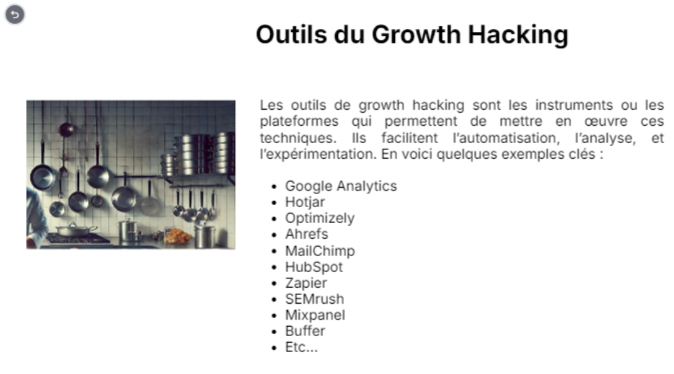 Outils du Growth Hacking
Les outils de growth hacking sont les instruments ou les
plateformes qui permettent de mettre en œuvre ces
techniques. Ils facilitent l'automatisation, l'analyse, et
l'expérimentation. En voici quelques exemples clés :
• Google Analytics
• Hotjar
• Optimizely
• Ahrefs
• MailChimp
• HubSpot
• Zapier
• SEMrush
• Mixpanel
• Buffer
• Etc...